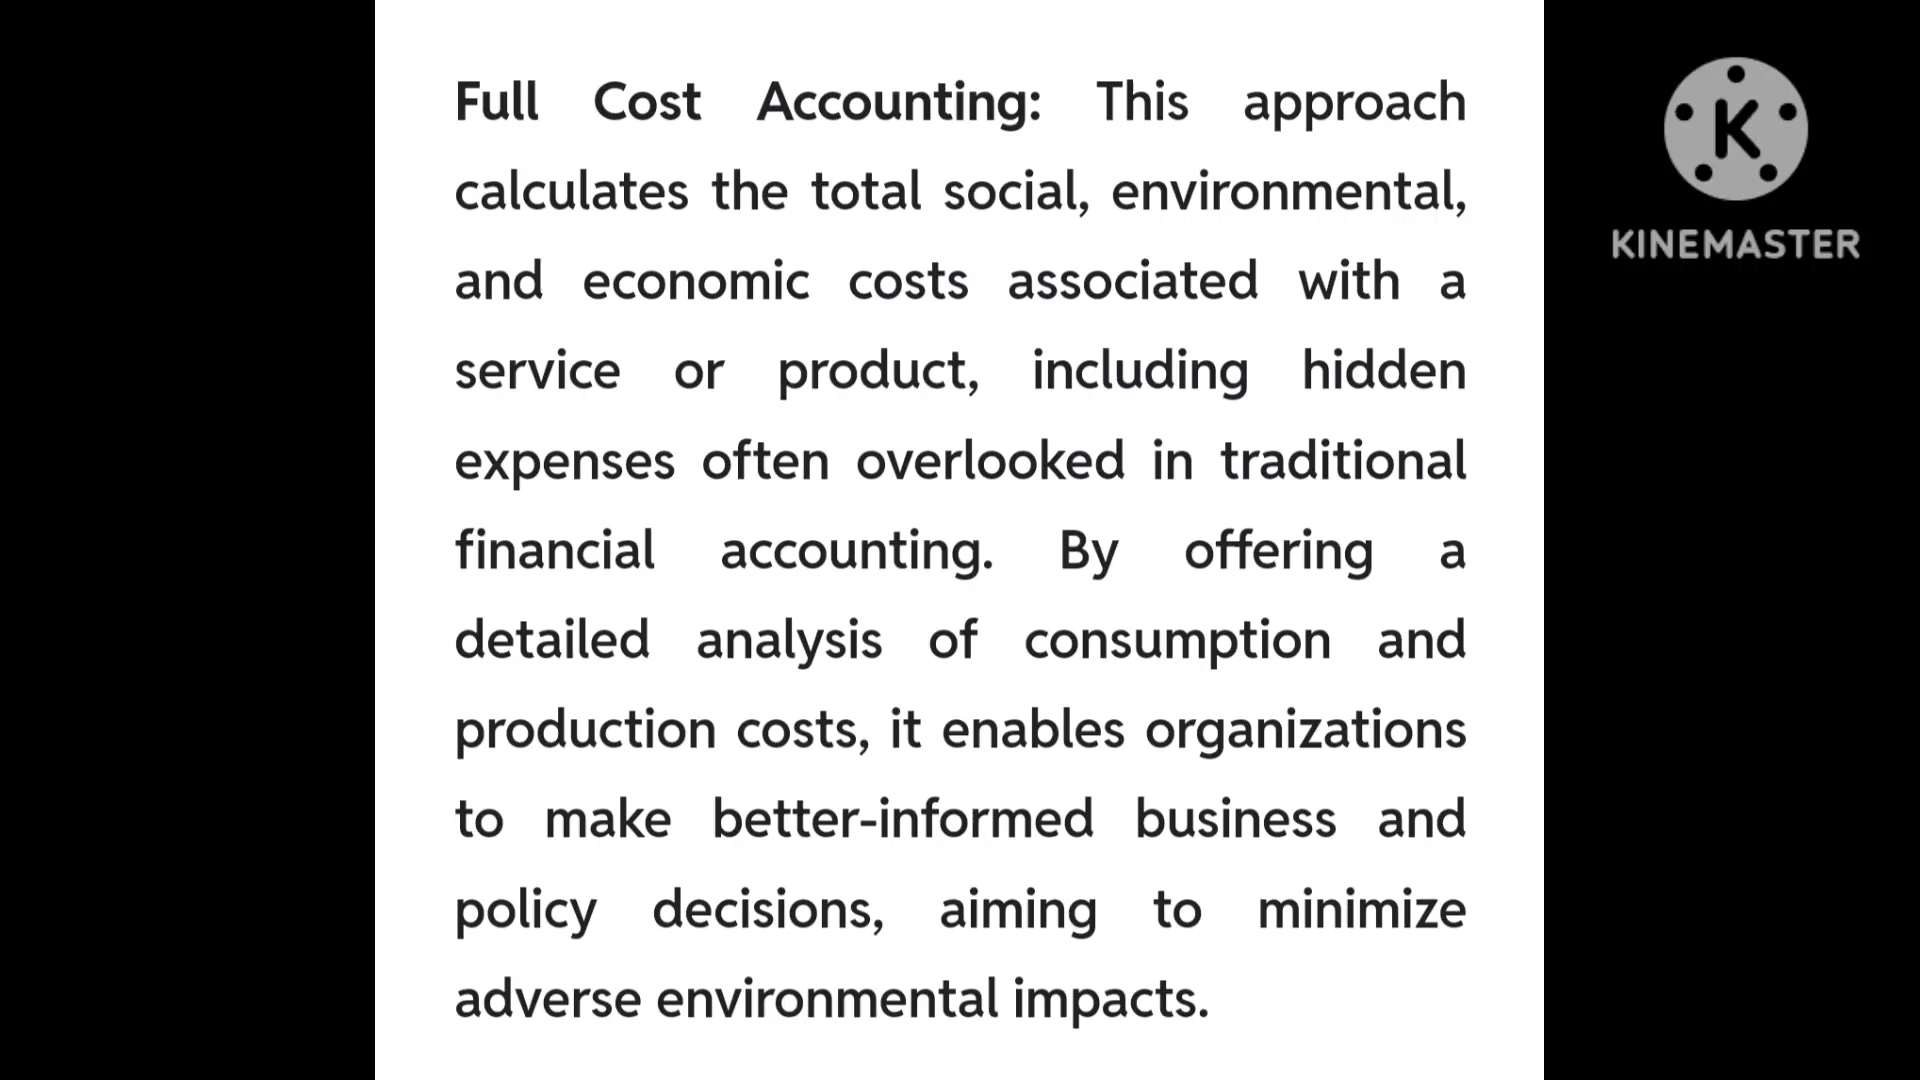 Full Cost Accounting: This approach
calculates the total social, environmental,
and economic costs associated with a
service or product, including hidden
expenses often overlooked in traditional
financial accounting. By offering a
detailed analysis of consumption and
production costs, it enables organizations
to make better-informed business and
policy decisions, aiming to minimize
adverse environmental impacts.
K
KINEMASTER